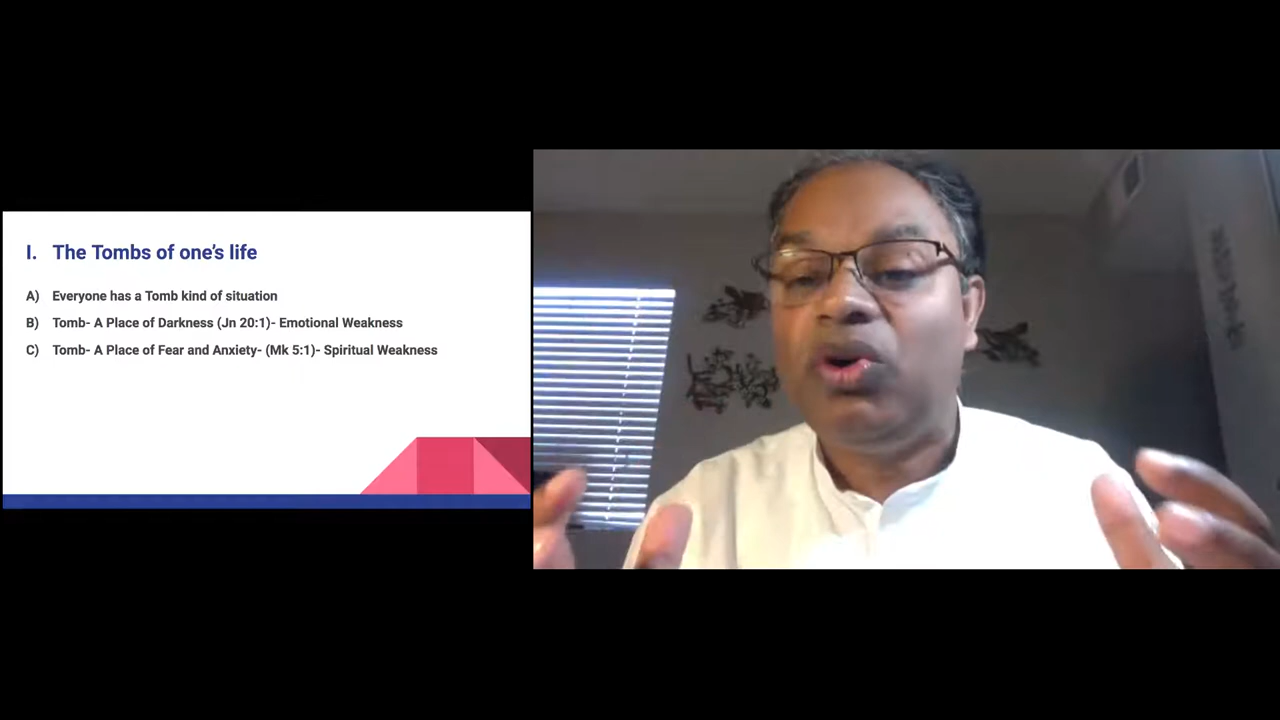 I. The Tombs of one's life
A) Everyone has a Tomb kind of situation
B) Tomb- A Place of Darkness (Jn 20:1)- Emotional Weakness
C) Tomb- A Place of Fear and Anxiety- (Mk 5:1)- Spiritual Weakness